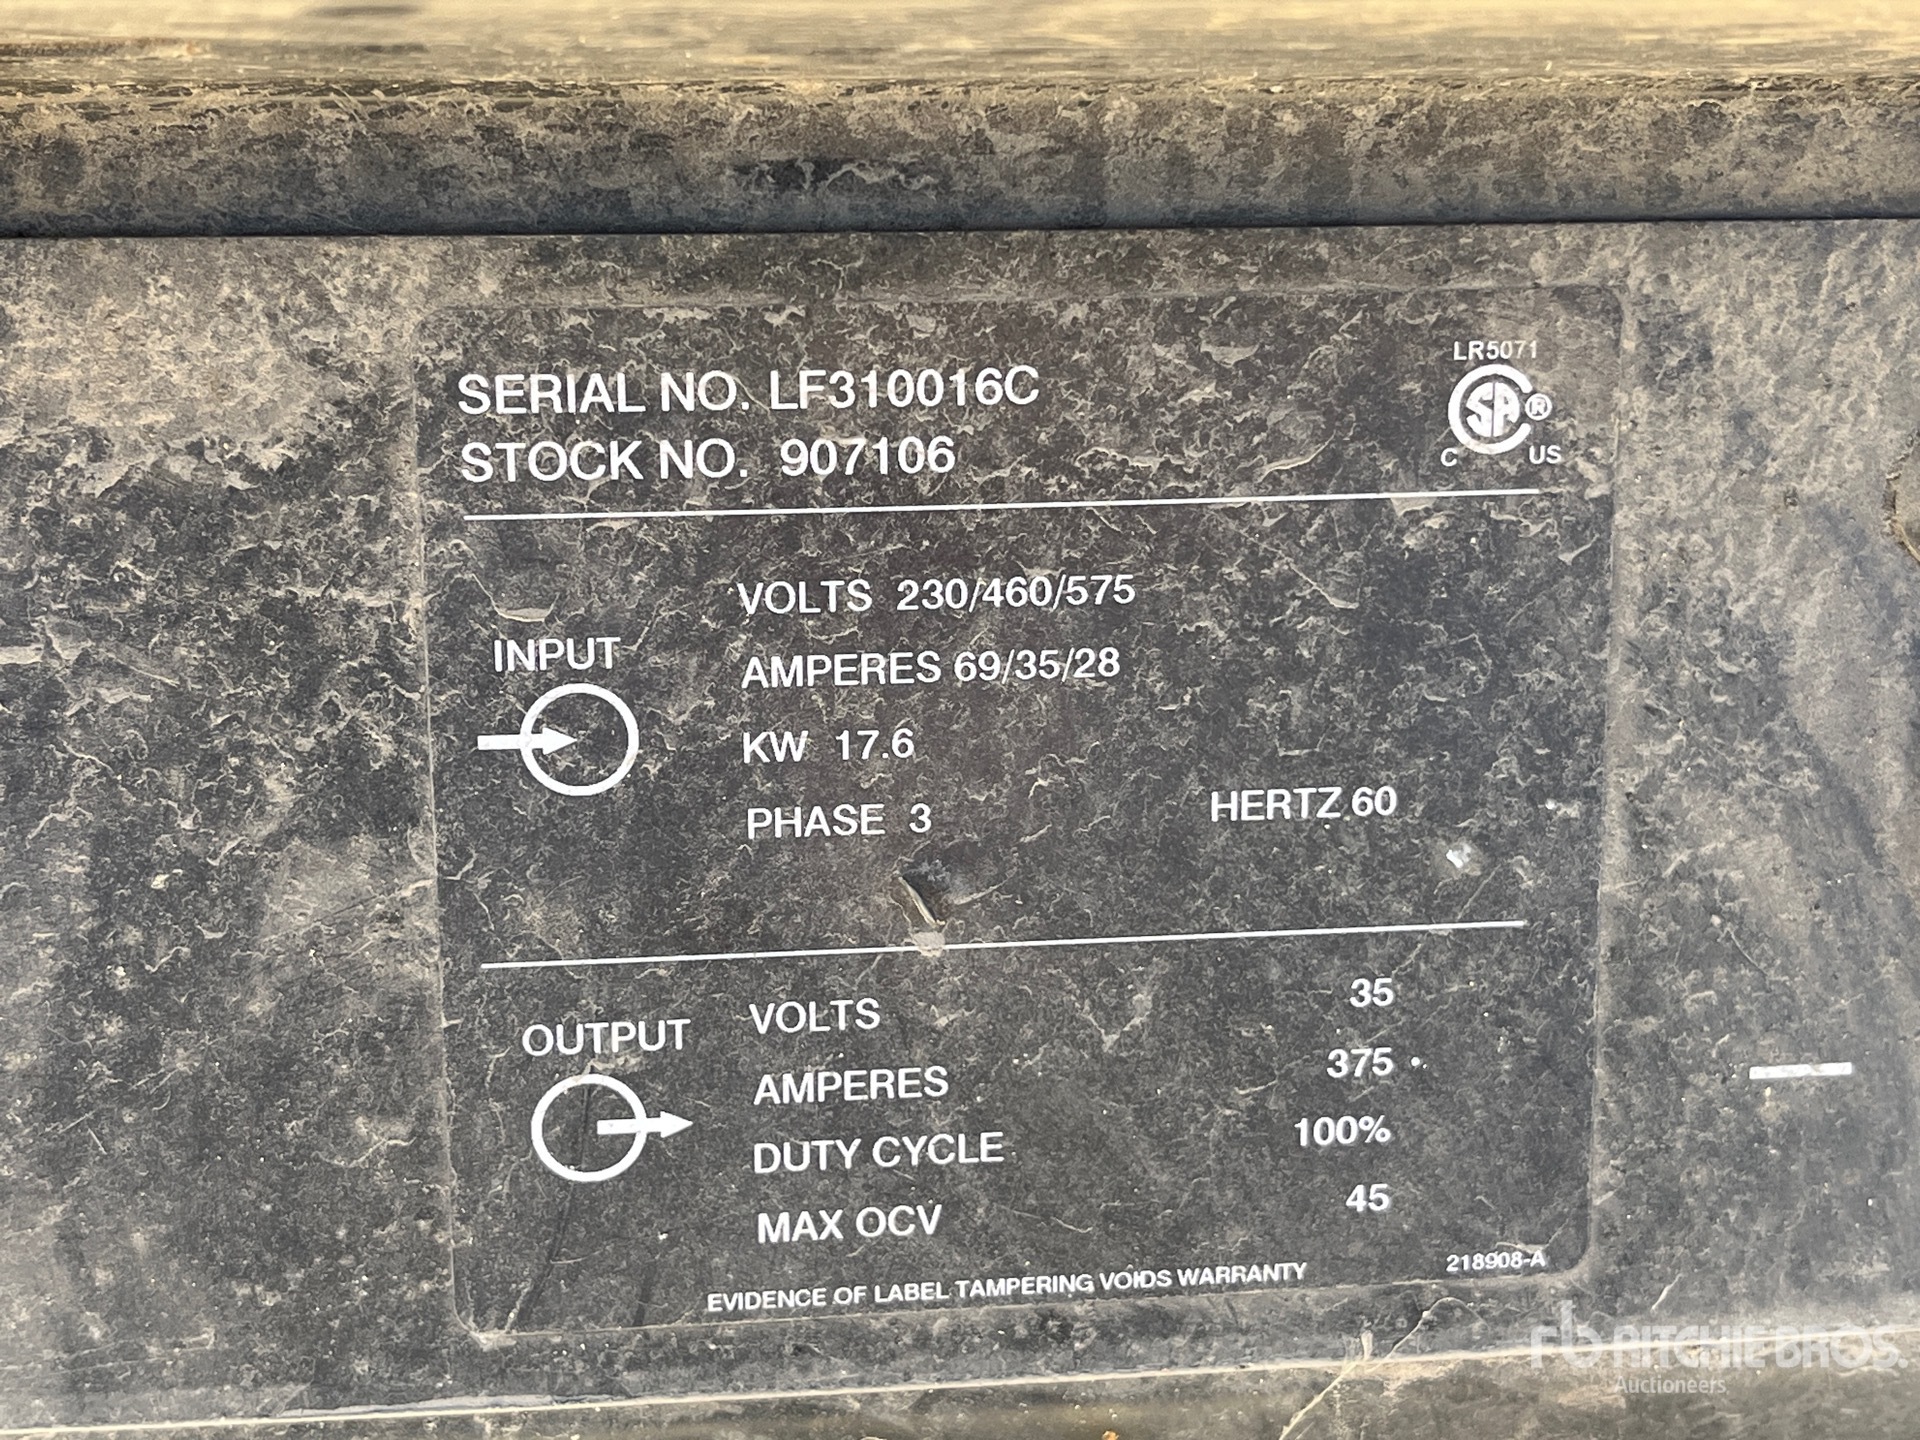 LR5071
SERIAL NO. LF310016C
SA ®
STOCK NO. 907106
C US
VOLTS 230/460/575
INPUT
AMPERES 69/35/28
KW 17.6
PHASE 3 HERTZ 60
VOLTS 35
OUTPUT
AMPERES 375
DUTY CYCLE 100%
MAX OCV 45
EVIDENCE OF LABEL TAMPERING VOIDS WARRANTY 218908-A
rb RITCHIE BROS.
Auctioneers